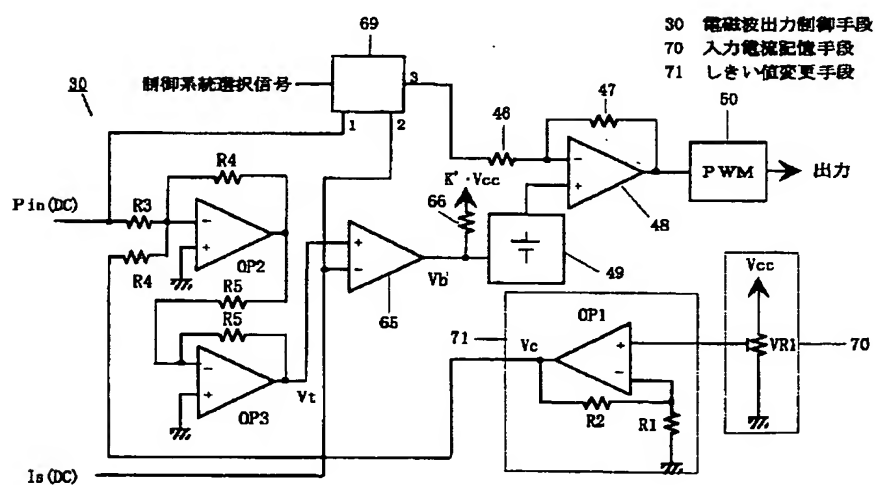 69
30 電磁波出力制御手段
70 入力電流記憶手段
71 しきい値変更手段
30
制御系統選択信号
3
1
2
47
46
50
R4
K'・Vcc
PWM
出力
Pin(DC)
R3
66
48
R4
OP2
Vb
49
Vcc
R5
65
OP1
R5
71
Vc
VR1
70
OP3
Vt
R2
R1
Is(DC)
－
＋
－
＋
＋
－
－
＋
＋
－